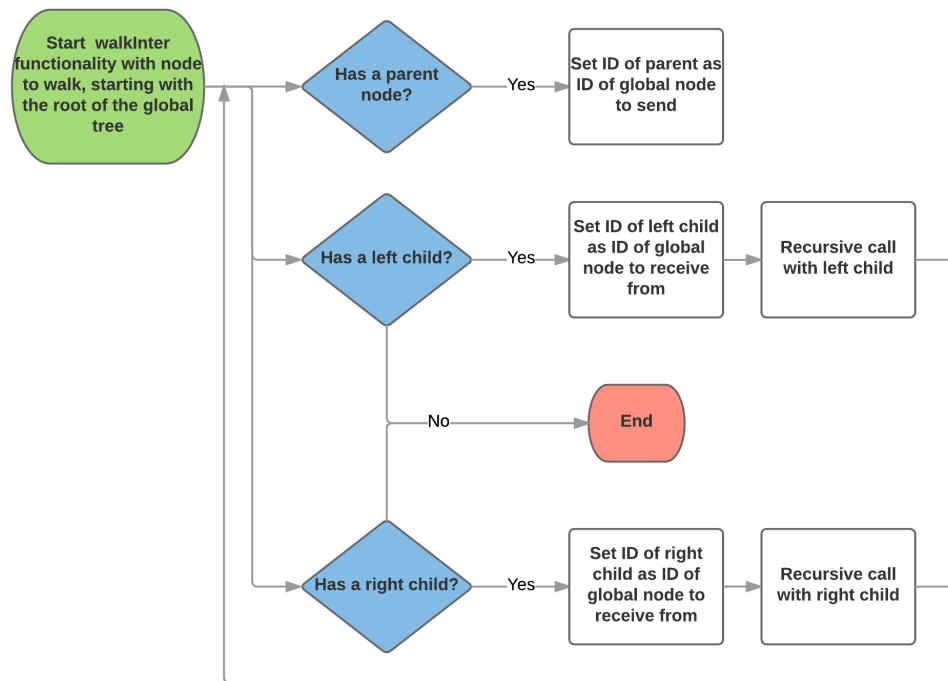 Start walkInter
functionality with node
to walk, starting with
the root of the global
tree
Has a parent
node?
Yes
Set ID of parent as
ID of global node
to send
Has a left child?
Yes
Set ID of left child
as ID of global
node to receive
from
Recursive call
with left child
No
End
Has a right child?
Yes
Set ID of right
child as ID of
global node to
receive from
Recursive call
with right child